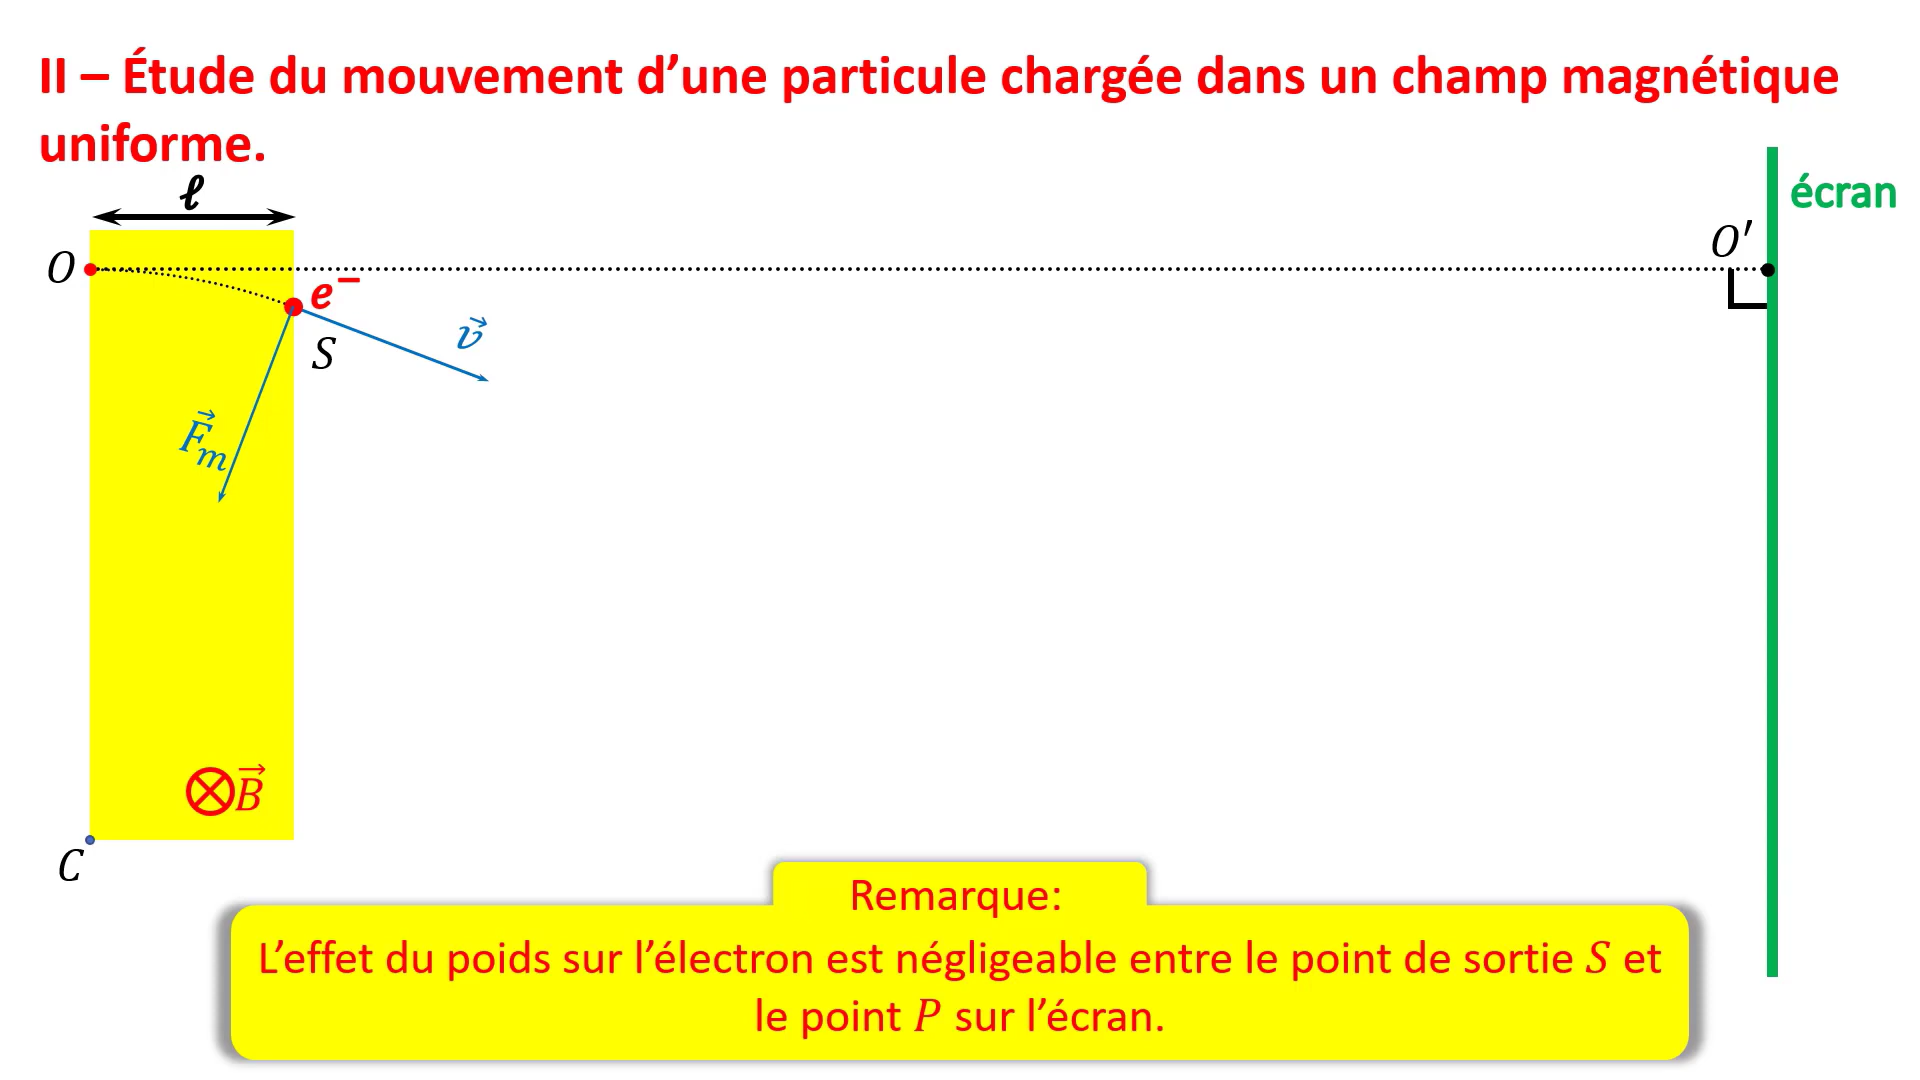 II – Étude du mouvement d’une particule chargée dans un champ magnétique
uniforme.
ℓ
écran
O′
O
e⁻
v⃗
S
F⃗ₘ
B⃗
C
Remarque:
L’effet du poids sur l’électron est négligeable entre le point de sortie S et
le point P sur l’écran.